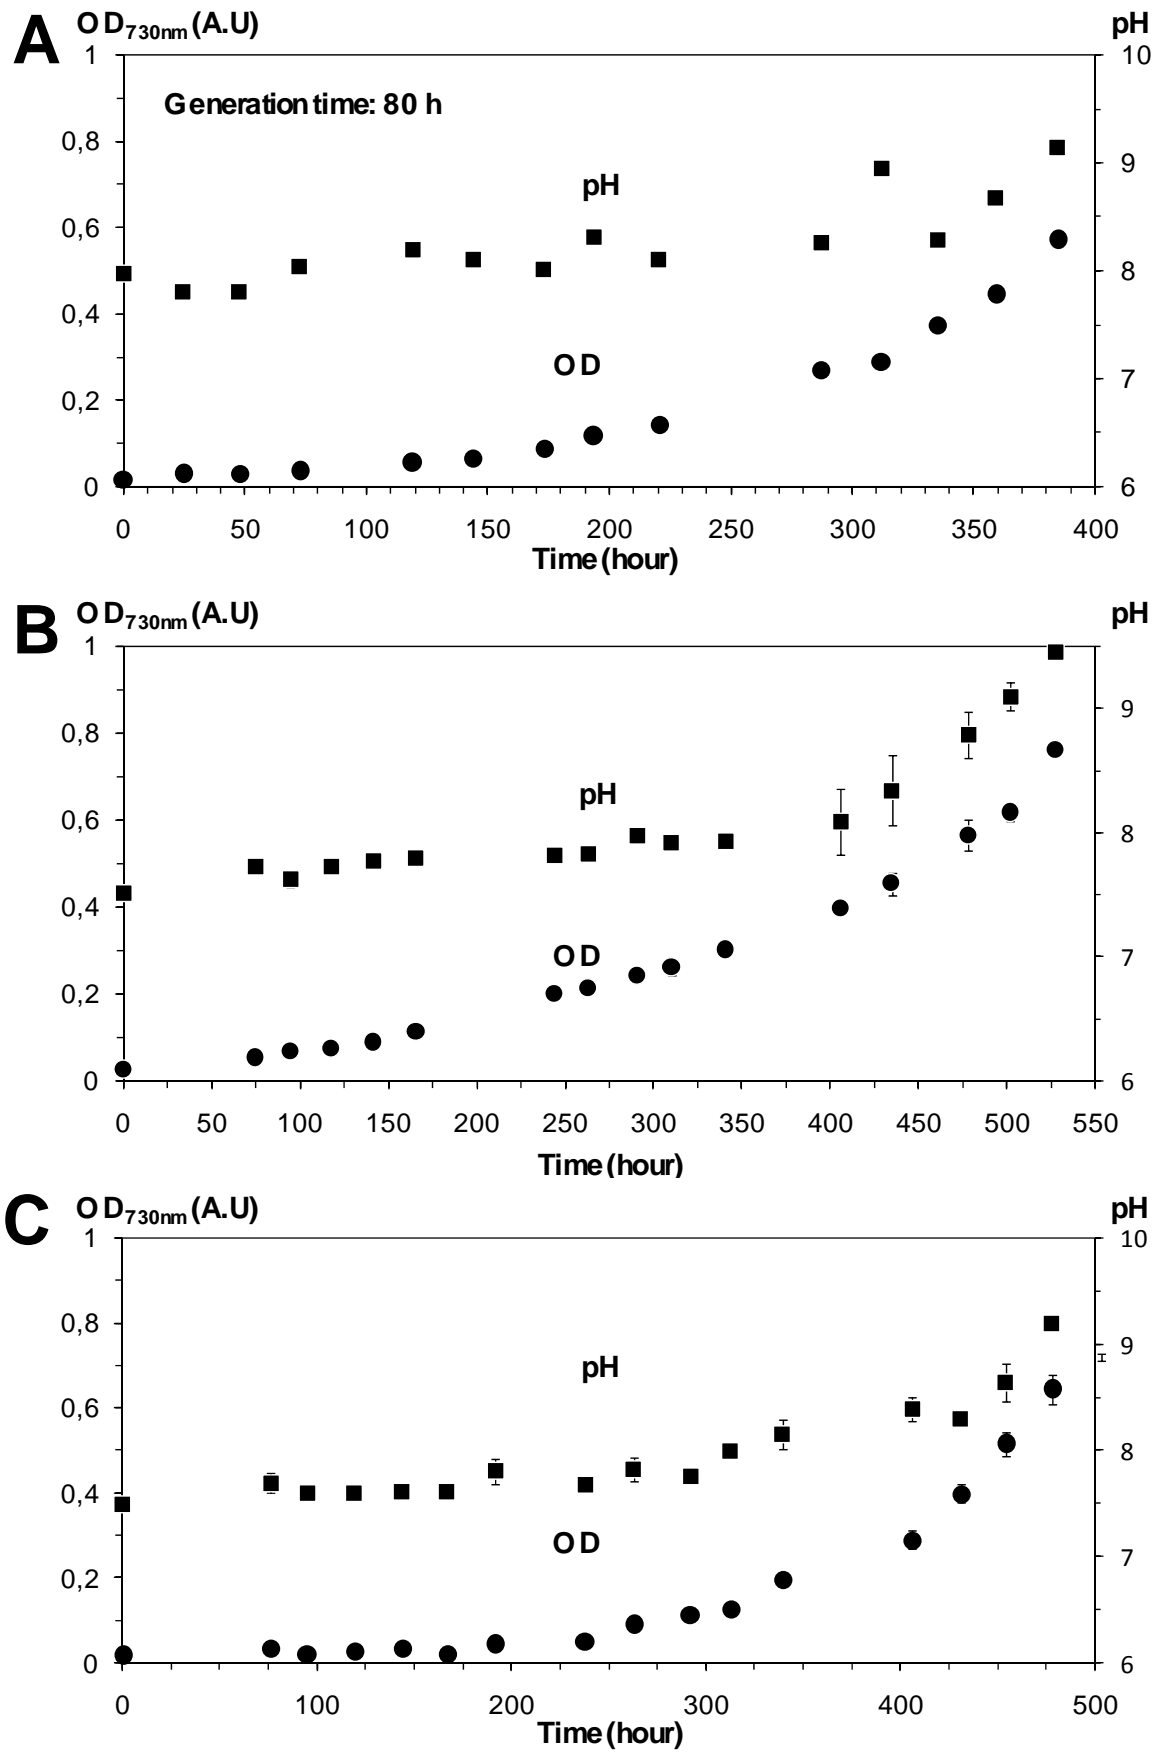 A OD730nm (A.U) pH
1 10
Generation time: 80 h
0,8 9
pH
0,6
8
0,4
OD
7
0,2
0 6
0 50 100 150 200 250 300 350 400
Time (hour)
B OD730nm (A.U) pH
1
9
0,8
pH
0,6 8
0,4
OD 7
0,2
0 6
0 50 100 150 200 250 300 350 400 450 500 550
Time (hour)
C OD730nm (A.U) pH
1 10
0,8 9
pH
0,6
8
0,4
OD 7
0,2
0 6
0 100 200 300 400 500
Time (hour)